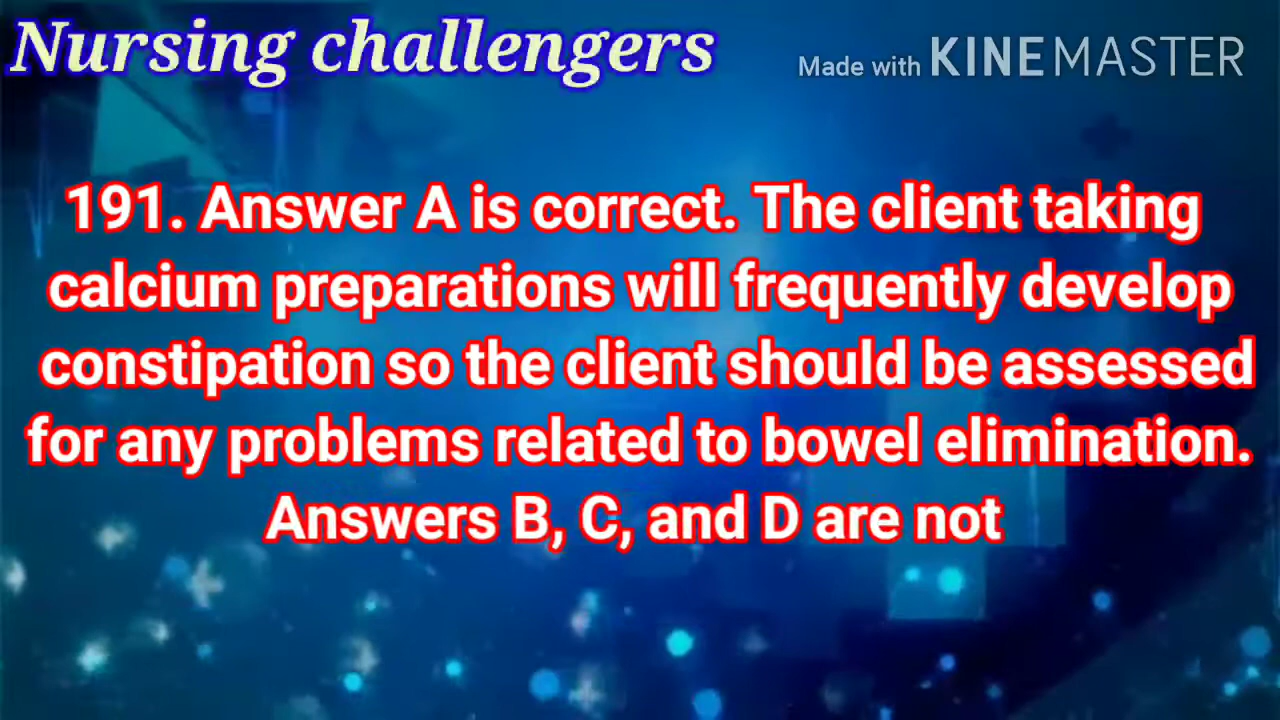 Nursing challengers
Made with KINEMASTER
191. Answer A is correct. The client taking
calcium preparations will frequently develop
constipation so the client should be assessed
for any problems related to bowel elimination.
Answers B, C, and D are not